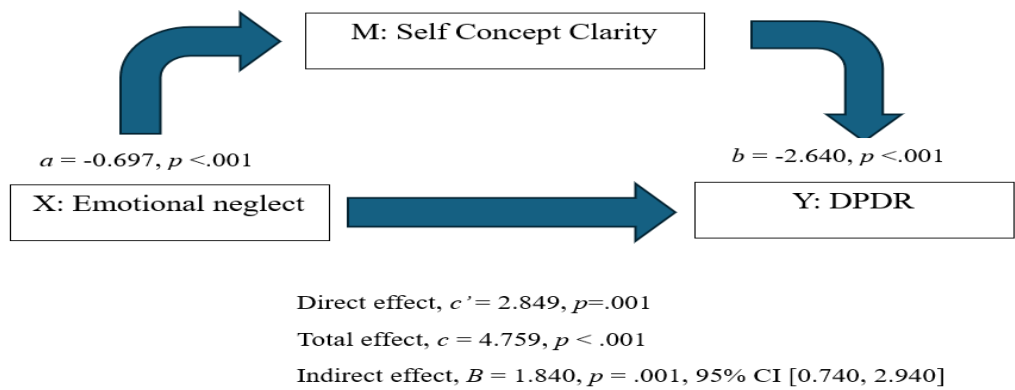 M: Self Concept Clarity
a = -0.697, p <.001
b = -2.640, p <.001
X: Emotional neglect
Y: DPDR
Direct effect, c’= 2.849, p=.001
Total effect, c = 4.759, p < .001
Indirect effect, B = 1.840, p = .001, 95% CI [0.740, 2.940]